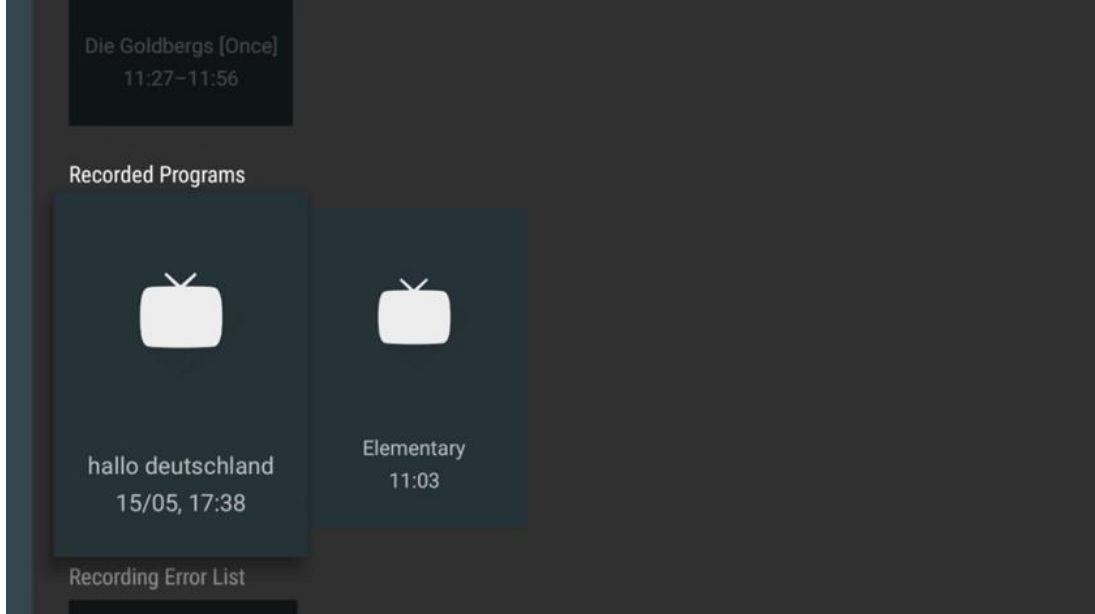 Die Goldbergs [Once]
11:27–11:56
Recorded Programs
hallo deutschland
15/05, 17:38
Elementary
11:03
Recording Error List